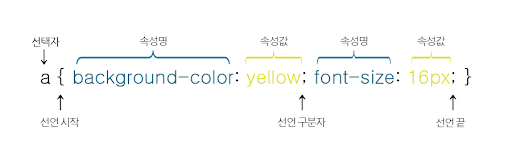 속성명 속성값 속성명 속성값
선택자
a { background-color: yellow; font-size: 16px; }
선언 시작 선언 구분자 선언 끝